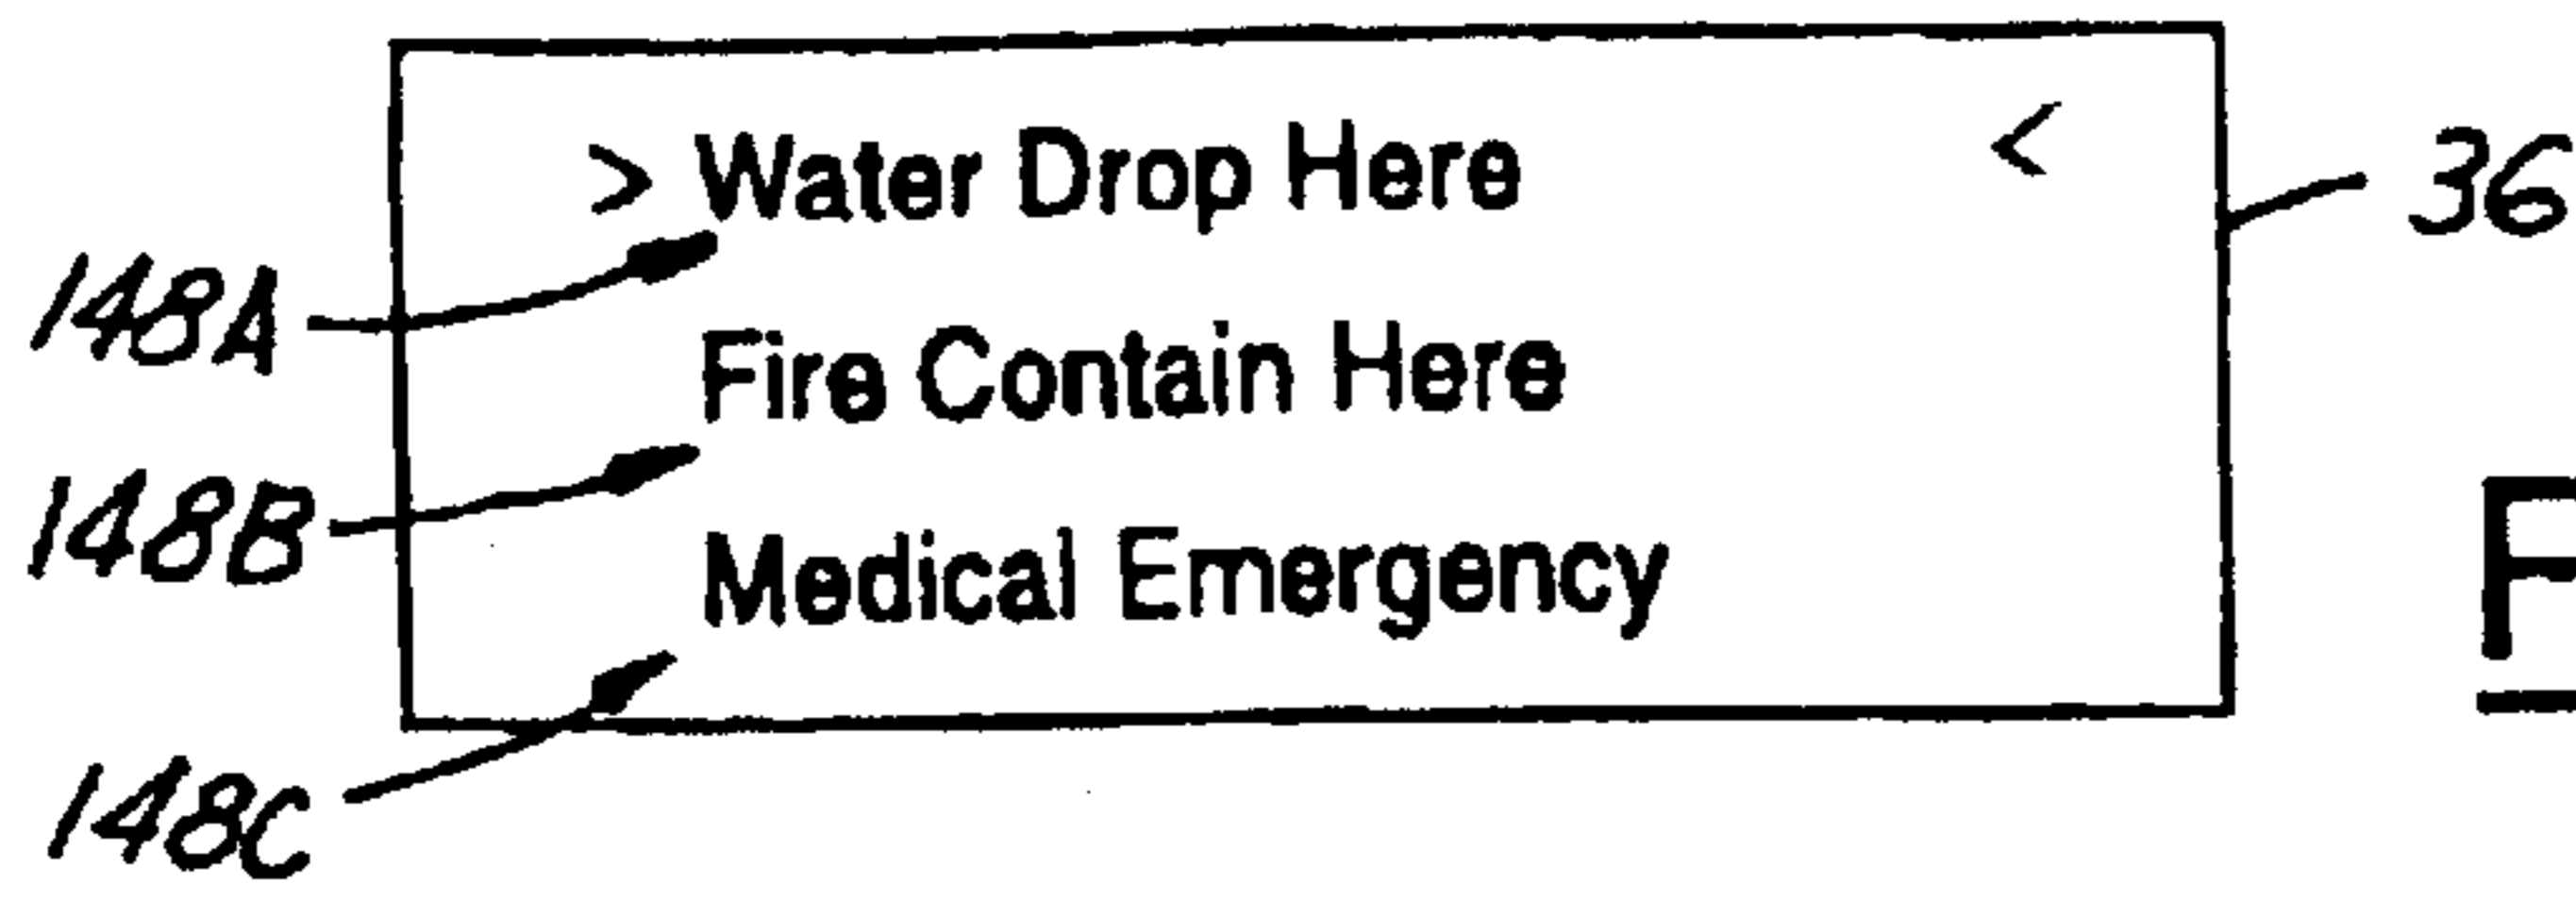 > Water Drop Here <
36
148A
Fire Contain Here
148B
Medical Emergency
F
148C